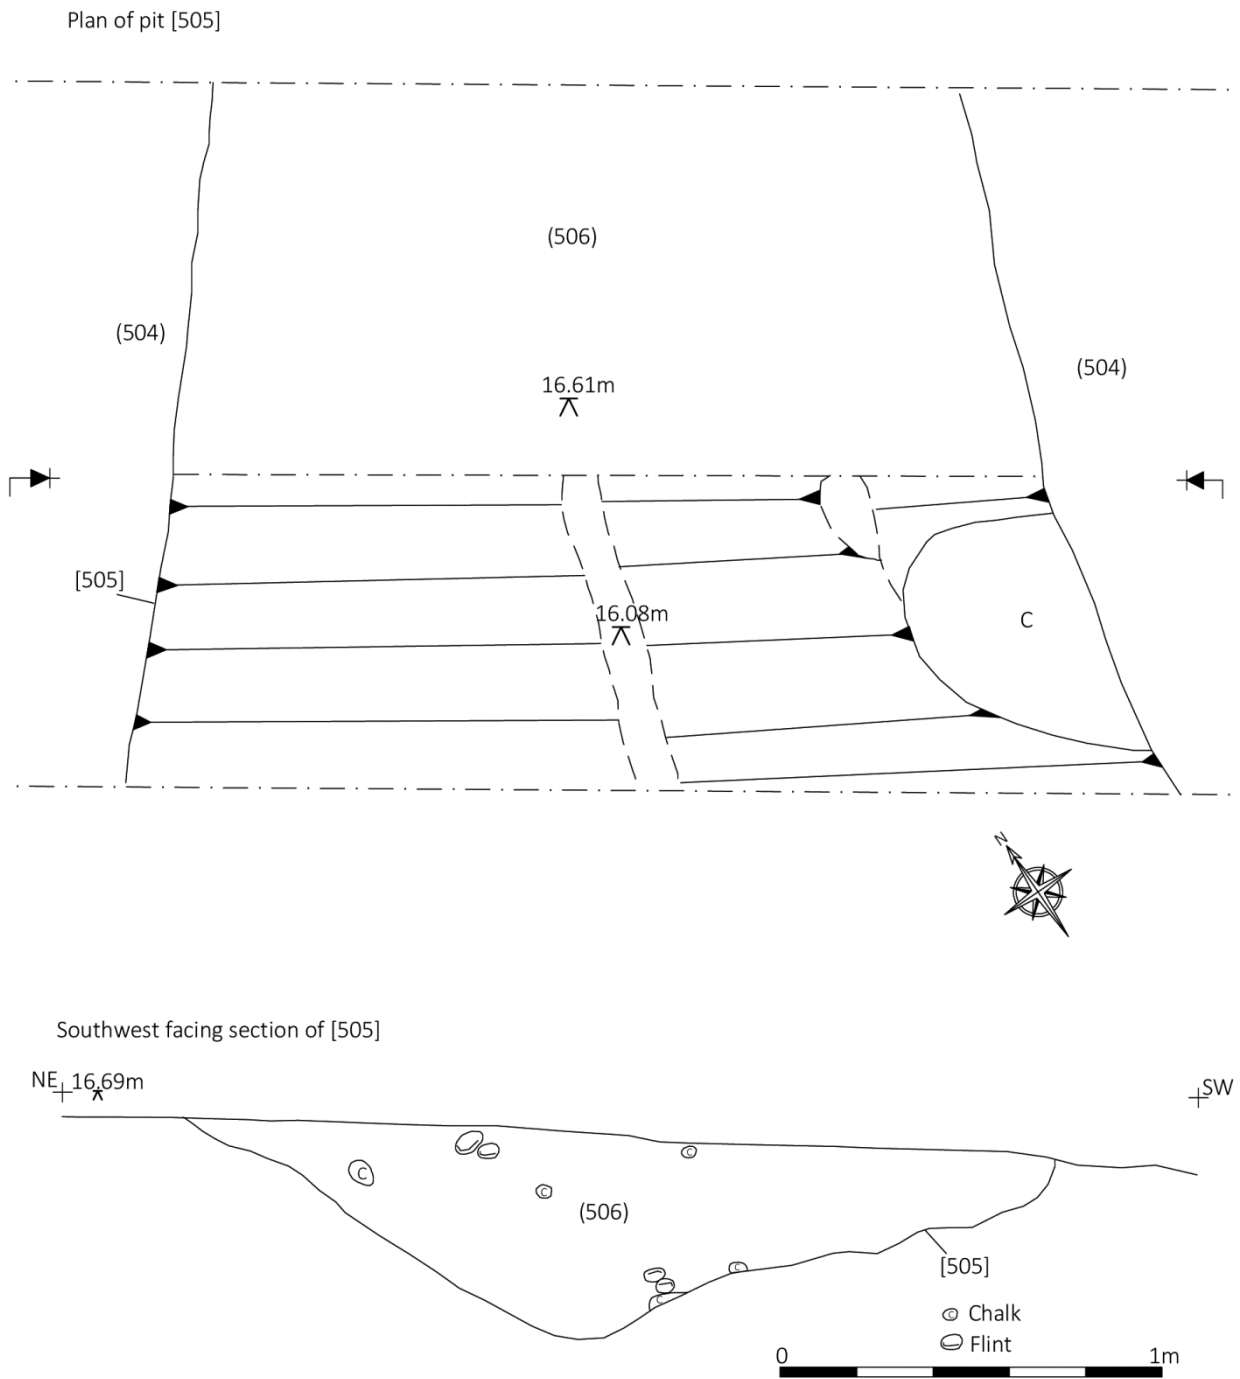 Plan of pit [505]
(506)
(504)
(504)
16.61m
[505]
16.08m
C
N
Southwest facing section of [505]
NE 16.69m
SW
C
C
C
(506)
C
C
[505]
C Chalk
Flint
0 1m